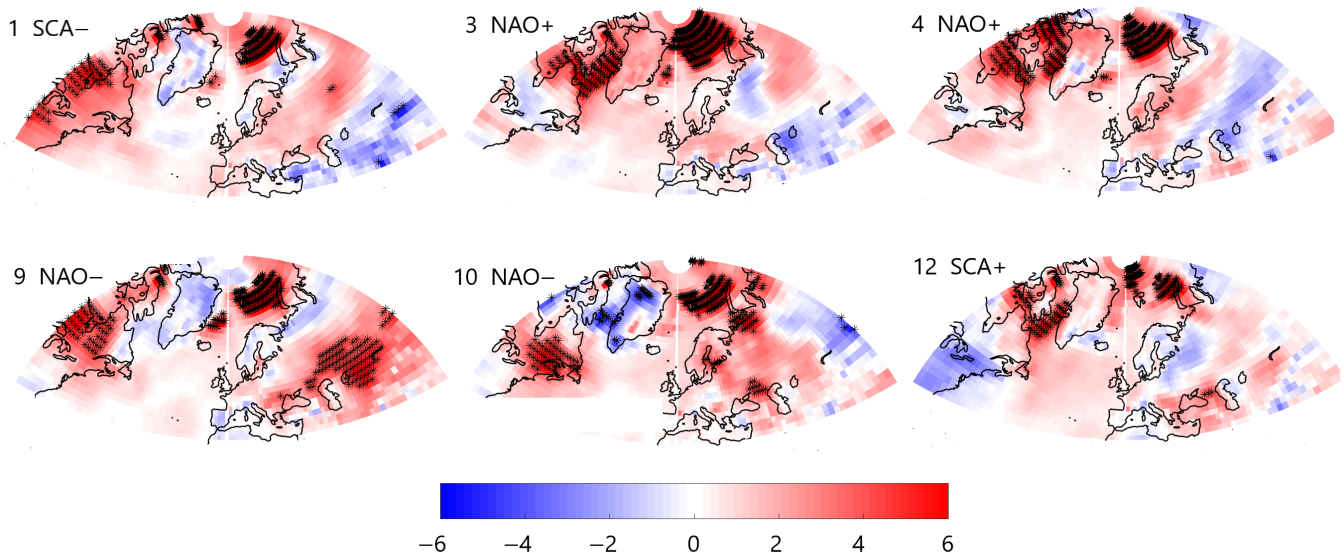 1 SCA−
3 NAO+
4 NAO+
9 NAO−
10 NAO−
12 SCA+
−6 −4 −2 0 2 4 6